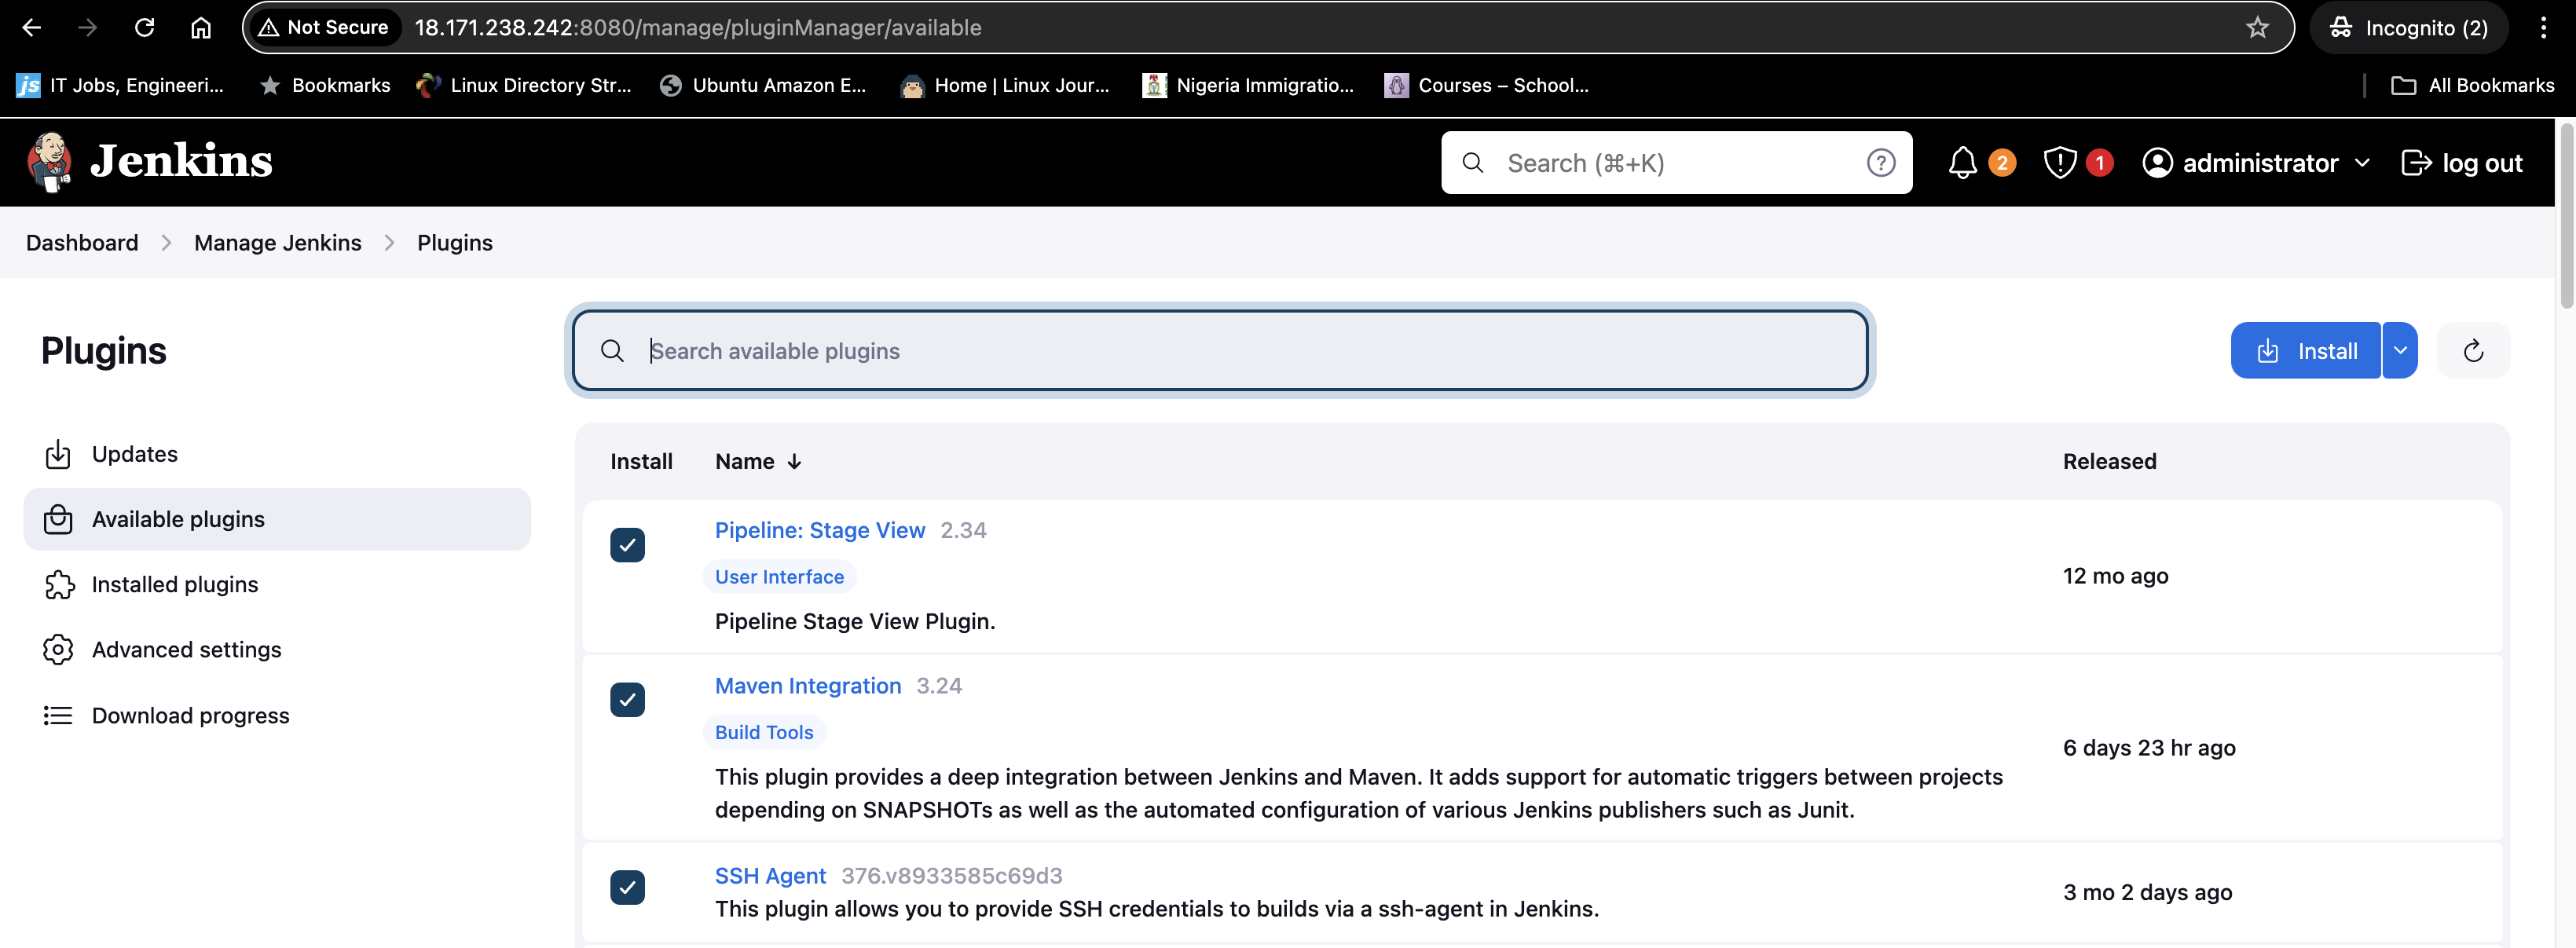 Not Secure 18.171.238.242:8080/manage/pluginManager/available Incognito (2)
IT Jobs, Engineeri... Bookmarks Linux Directory Str... Ubuntu Amazon E... Home | Linux Jour... Nigeria Immigratio... Courses – School... All Bookmarks
Jenkins Search (⌘+K) 2 1 administrator log out
Dashboard Manage Jenkins Plugins
Plugins
Updates
Available plugins
Installed plugins
Advanced settings
Download progress
Search available plugins Install
Install Name Released
Pipeline: Stage View 2.34
User Interface
12 mo ago
Pipeline Stage View Plugin.
Maven Integration 3.24
Build Tools
6 days 23 hr ago
This plugin provides a deep integration between Jenkins and Maven. It adds support for automatic triggers between projects
depending on SNAPSHOTs as well as the automated configuration of various Jenkins publishers such as Junit.
SSH Agent 376.v8933585c69d3
3 mo 2 days ago
This plugin allows you to provide SSH credentials to builds via a ssh-agent in Jenkins.